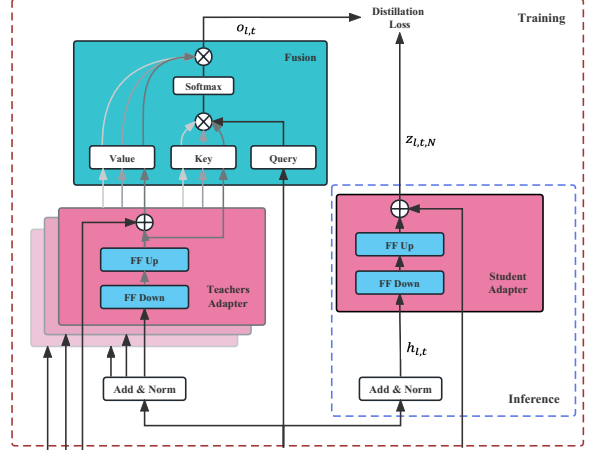 Distillation
Loss
Training
o_{l,t}
Fusion
Softmax
z_{l,t,N}
Value
Key
Query
FF Up
FF Down
Teachers
Adapter
FF Up
FF Down
Student
Adapter
h_{l,t}
Add & Norm
Add & Norm
Inference